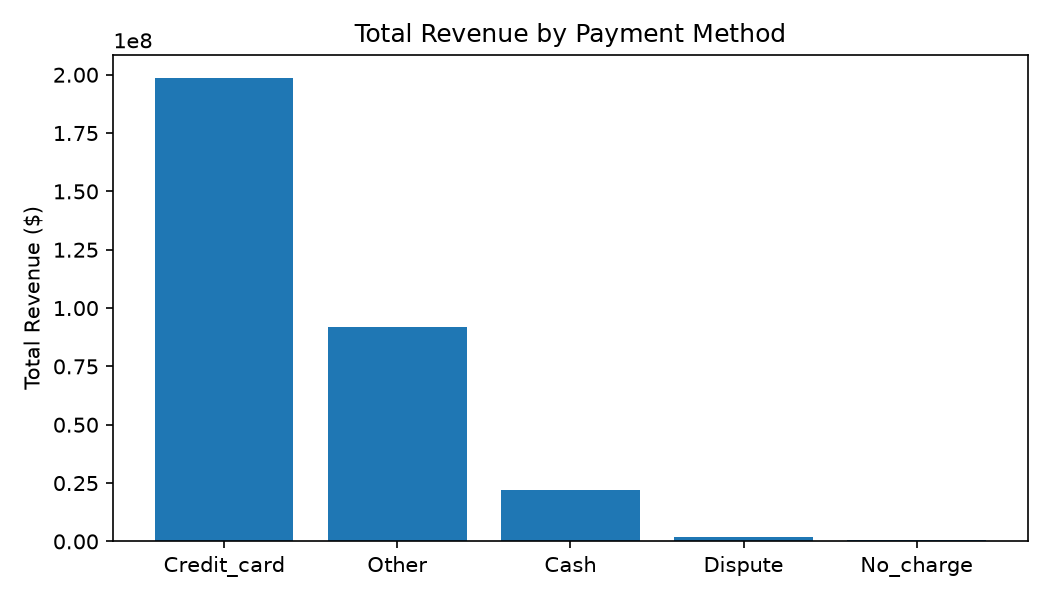 Total Revenue by Payment Method
1e8
Total Revenue ($)
2.00
1.75
1.50
1.25
1.00
0.75
0.50
0.25
0.00
Credit_card Other Cash Dispute No_charge